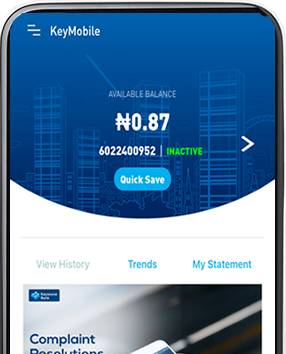 KeyMobile
AVAILABLE BALANCE
₦0.87
6022400952 | INACTIVE
Quick Save
View History Trends My Statement
Keystone
Bank
Complaint
Resolutions